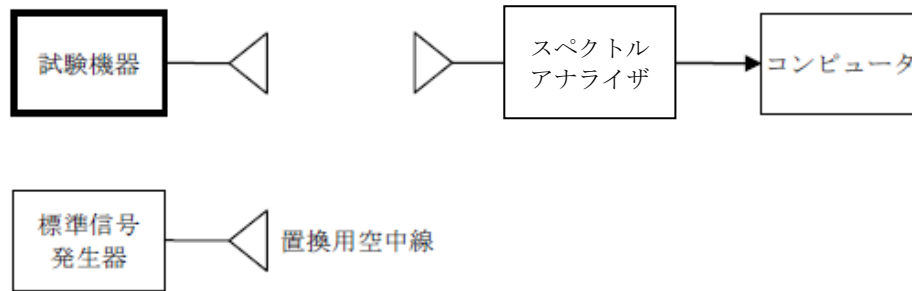 試験機器
スペクトル
アナライザ
コンピュータ
標準信号
発生器
置換用空中線